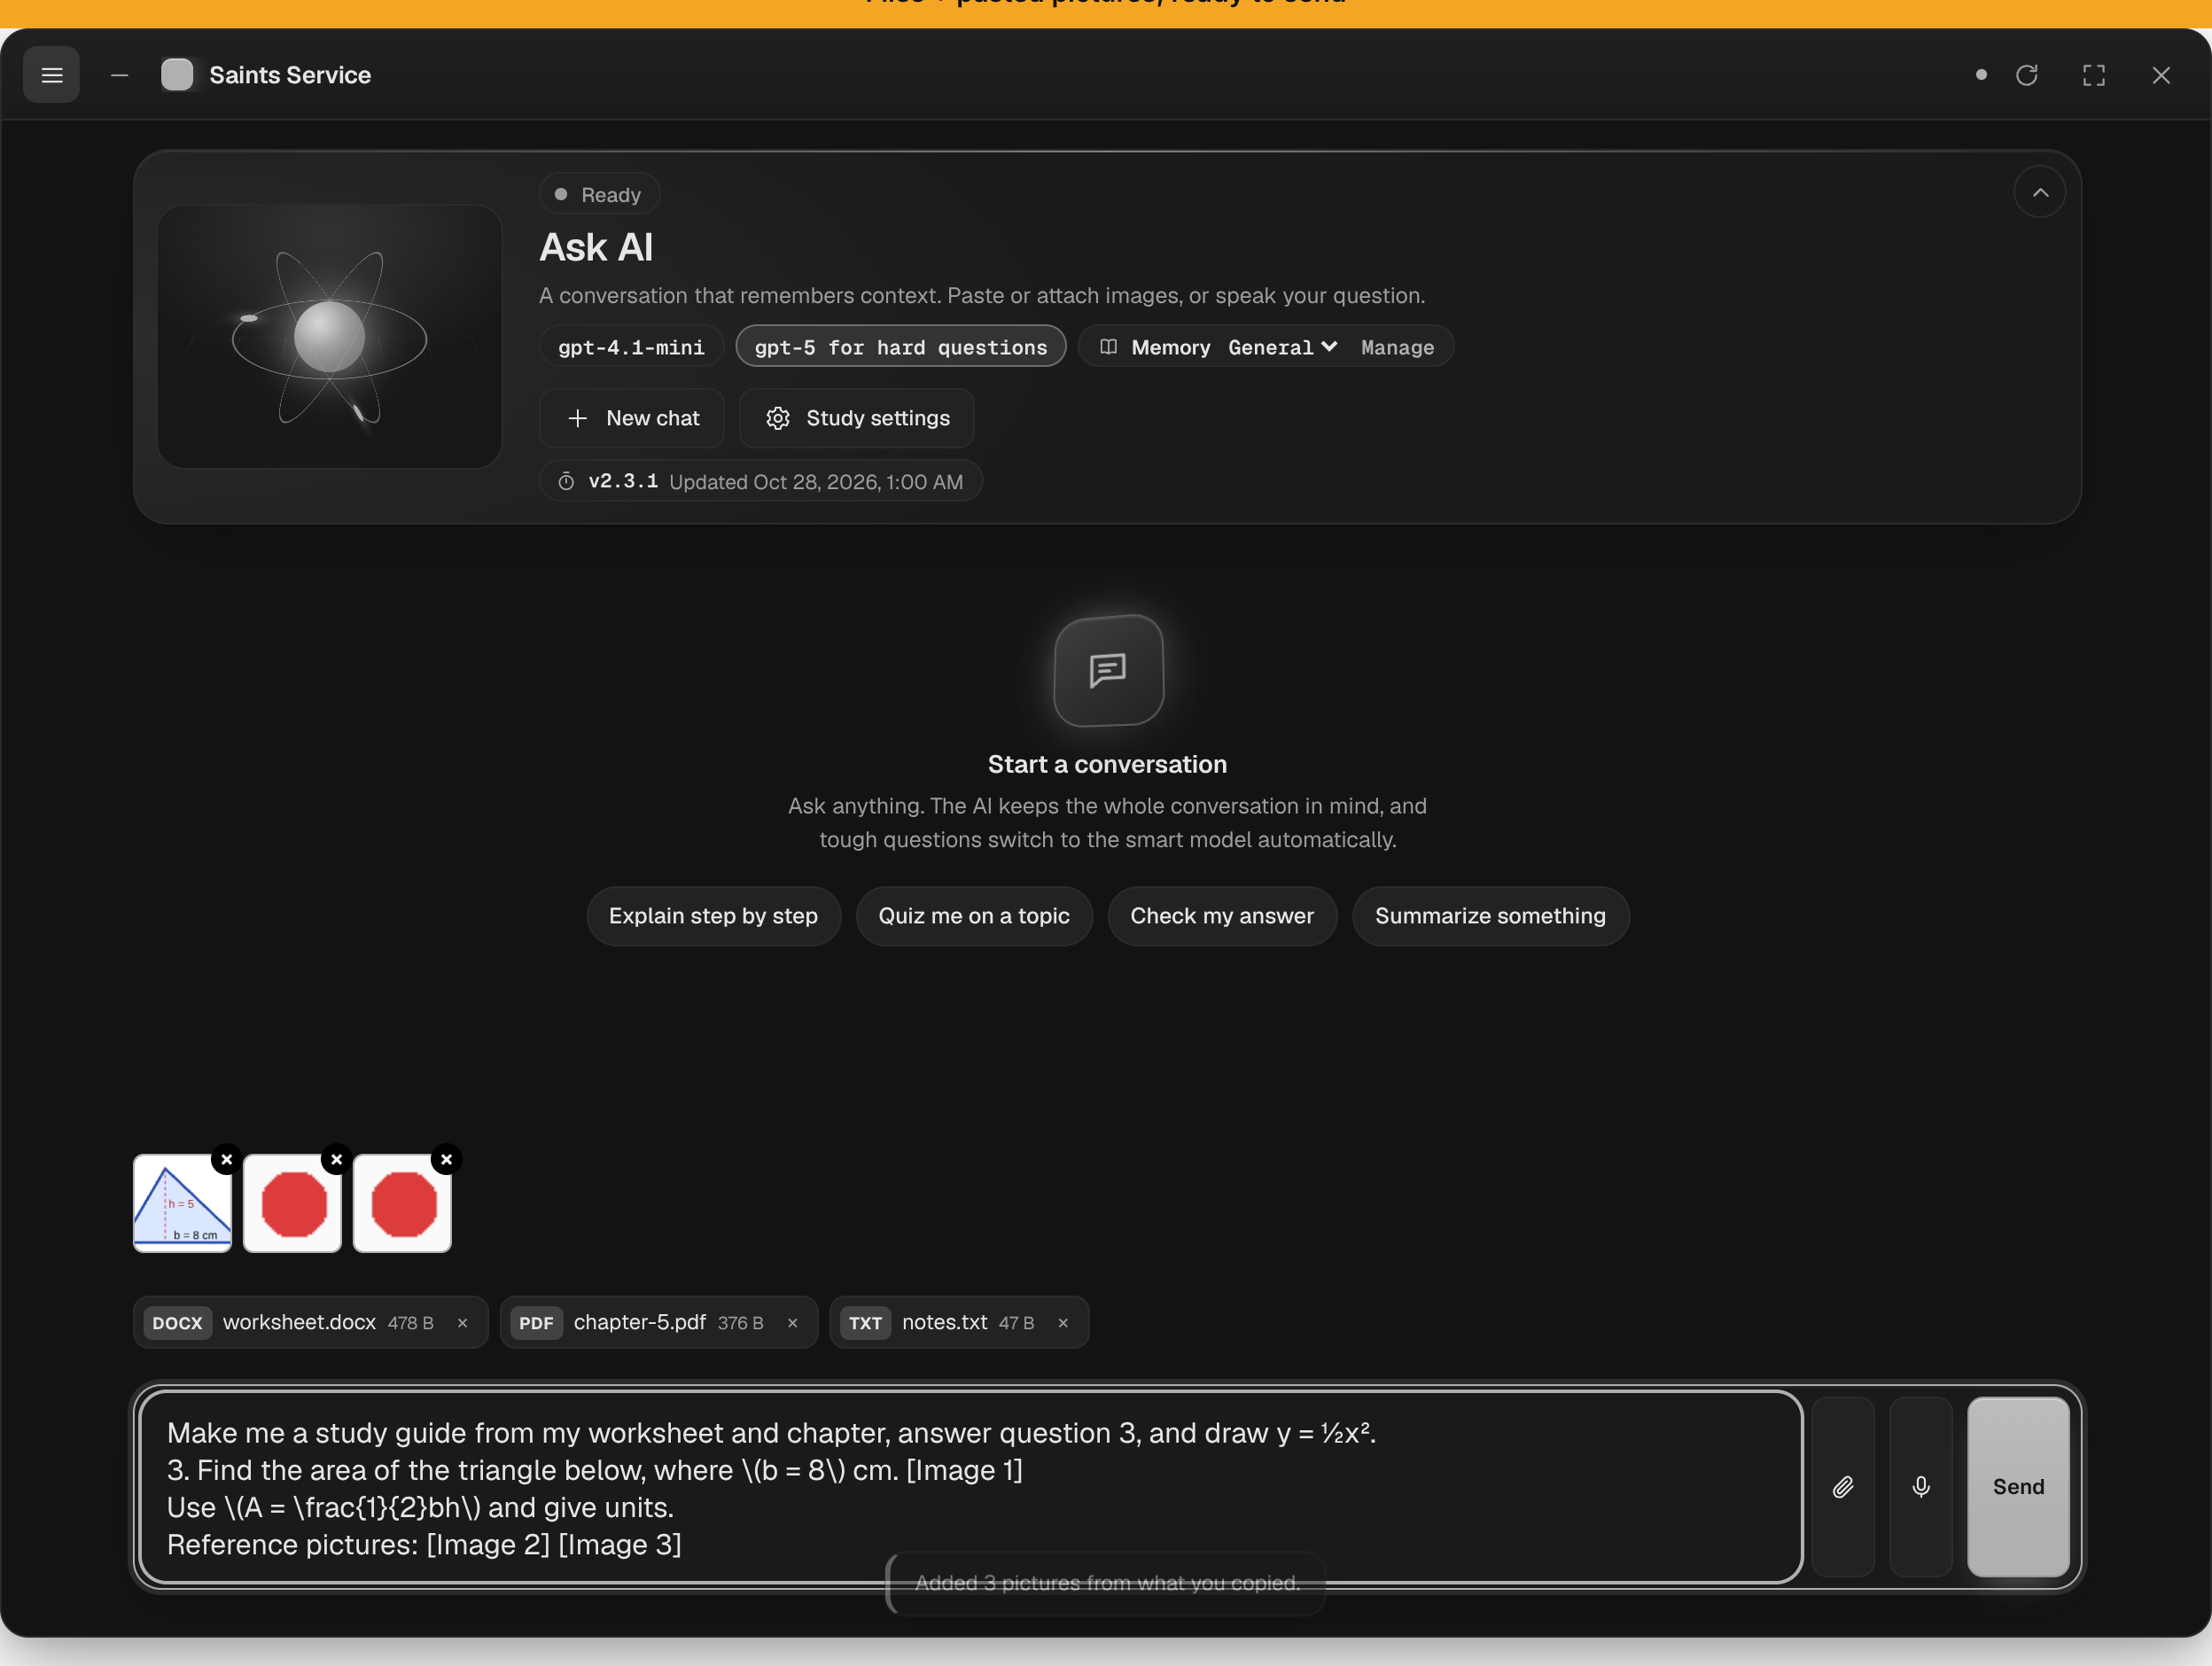 Files + pasted pictures, ready to send
Saints Service
Ready
Ask AI
A conversation that remembers context. Paste or attach images, or speak your question.
gpt-4.1-mini
gpt-5 for hard questions
Memory General Manage
New chat
Study settings
v2.3.1 Updated Oct 28, 2026, 1:00 AM
Start a conversation
Ask anything. The AI keeps the whole conversation in mind, and
tough questions switch to the smart model automatically.
Explain step by step
Quiz me on a topic
Check my answer
Summarize something
h = 5
b = 8 cm
DOCX worksheet.docx 478 B ×
PDF chapter-5.pdf 376 B ×
TXT notes.txt 47 B ×
Make me a study guide from my worksheet and chapter, answer question 3, and draw y = ½x².
3. Find the area of the triangle below, where \(b = 8\) cm. [Image 1]
Use \(A = \frac{1}{2}bh\) and give units.
Reference pictures: [Image 2] [Image 3]
Send
Added 3 pictures from what you copied.